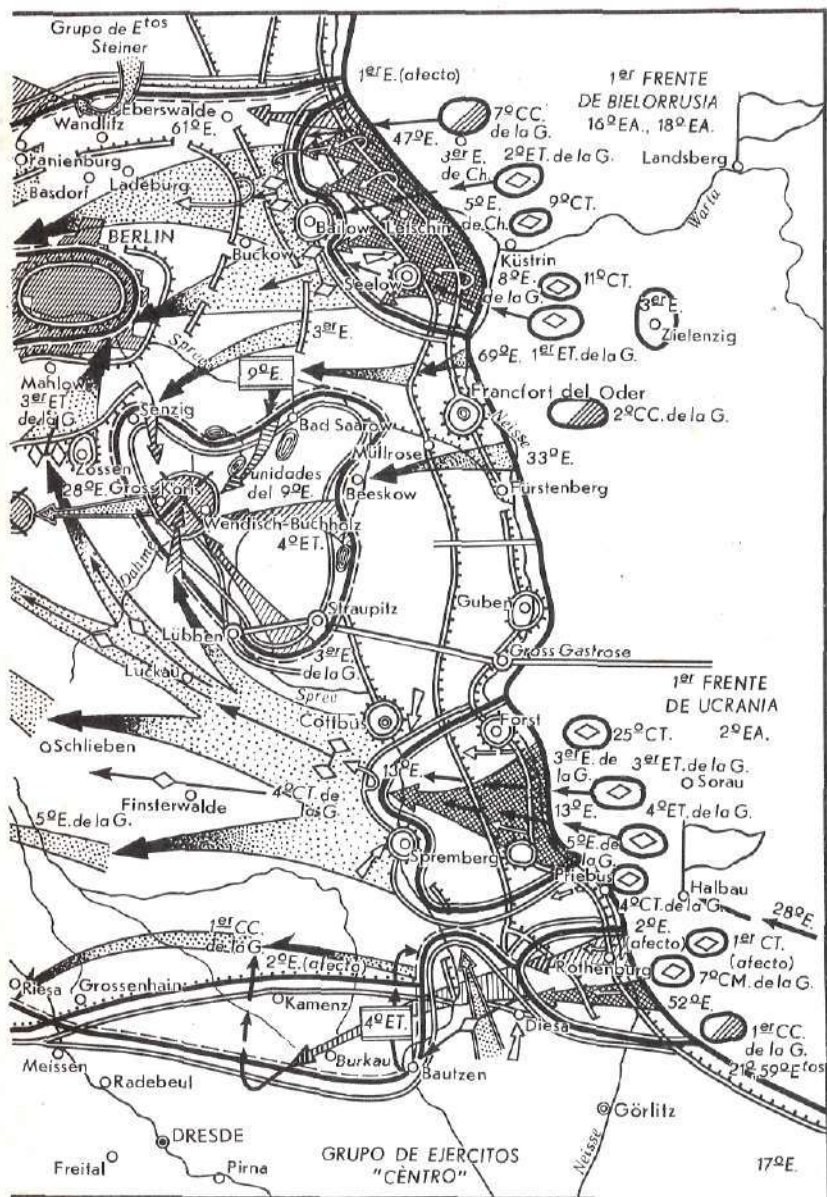 Grupo de Etos
Steiner
1er E. (afecto)
1er FRENTE
DE BIELORRUSIA
16º EA., 18º EA.
Eberswalde
Wandlitz
61º E.
47º E.
7º CC.
de la G.
3er E.
de Ch.
2º ET. de la G.
Landsberg
Ladeburg
Basdorf
5º E.
de Ch.
9º CT.
Warta
BERLIN
Bailow
Letschin
Buckow
Küstrin
8º E.
de la G.
11º CT.
Seelow
3er E.
Zielenzig
Spree
3er E.
69º E.
1er ET. de la G.
9º E.
Mahlow
3er ET.
de la G.
Francfort del Oder
Neisse
2º CC. de la G.
Senzig
Bad Saarow
Müllrose
33º E.
Zossen
28º E.
Gross Köris
unidades
del 9º E.
Beeskow
Fürstenberg
Wendisch-Buchholz
4º ET.
Dahme
Straupitz
Guben
Lübben
3er E.
de la G.
Gross Gastrose
Luckau
Spree
1er FRENTE
DE UCRANIA
2º EA.
Cottbus
Forst
25º CT.
Schlieben
13º E.
3er E. de
la G.
3er ET. de la G.
Sorau
Finsterwalde
4º CT. de
la G.
13º E.
4º ET. de la G.
5º E. de la G.
5º E. de
la G.
Spremberg
Priebus
Halbau
4º CT. de la G.
28º E.
1er CC.
de la G.
2º E.
(afecto)
1er CT.
(afecto)
2º E. (afecto)
Rothenburg
7º CM. de la G.
Riesa
Grossenhain
Kamenz
52º E.
4º ET.
Diesa
1er CC.
de la G.
21º, 59º Etos
Meissen
Burkau
Bautzen
Radebeul
Görlitz
DRESDE
GRUPO DE EJERCITOS
"CÈNTRO"
Neisse
17º E.
Freital
Pirna